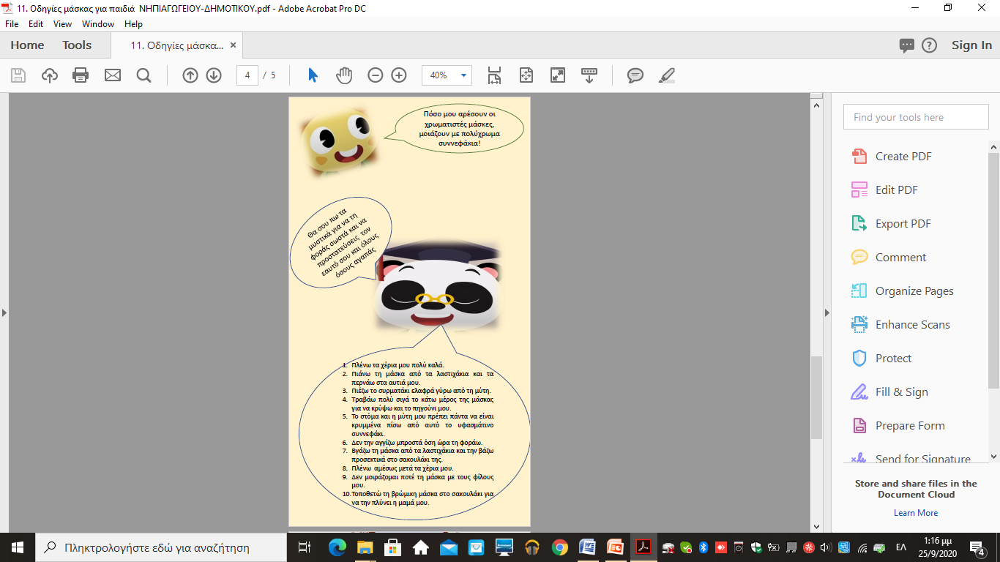 11. Οδηγίες μάσκας για παιδιά  ΝΗΠΙΑΓΩΓΕΙΟΥ-ΔΗΜΟΤΙΚΟΥ.pdf - Adobe Acrobat Pro DC
File Edit View Window Help
Home Tools 11. Οδηγίες μάσκα... × Sign In
4 / 5 40%
Πόσο μου αρέσουν οι
χρωματιστές μάσκες,
μοιάζουν με πολύχρωμα
συννεφάκια!
Θα σου πω τα
μυστικά για να τη
φοράς σωστά και να
προστατεύσεις τον
εαυτό σου και όλους
όσους αγαπάς
1. Πλένω τα χέρια μου πολύ καλά.
2. Πιάνω τη μάσκα από τα λαστιχάκια και τα
περνάω στα αυτιά μου.
3. Πιέζω το συρματάκι ελαφρά γύρω από τη μύτη.
4. Τραβάω πολύ σιγά το κάτω μέρος της μάσκας
για να κρύψω και το πηγούνι μου.
5. Το στόμα και η μύτη μου πρέπει πάντα να είναι
κρυμμένα πίσω από αυτό το υφασμάτινο
συννεφάκι.
6. Δεν την αγγίζω μπροστά όση ώρα τη φοράω.
7. Βγάζω τη μάσκα από τα λαστιχάκια και την βάζω
προσεκτικά στο σακουλάκι της.
8. Πλένω αμέσως μετά τα χέρια μου.
9. Δεν μοιράζομαι ποτέ τη μάσκα με τους φίλους
μου.
10. Τοποθετώ τη βρώμικη μάσκα στο σακουλάκι για
να την πλύνει η μαμά μου.
Find your tools here
Create PDF
Edit PDF
Export PDF
Comment
Organize Pages
Enhance Scans
Protect
Fill & Sign
Prepare Form
Send for Signature
Store and share files in the
Document Cloud
Learn More
Πληκτρολογήστε εδώ για αναζήτηση
ΕΛ
1:16 μμ
25/9/2020
4